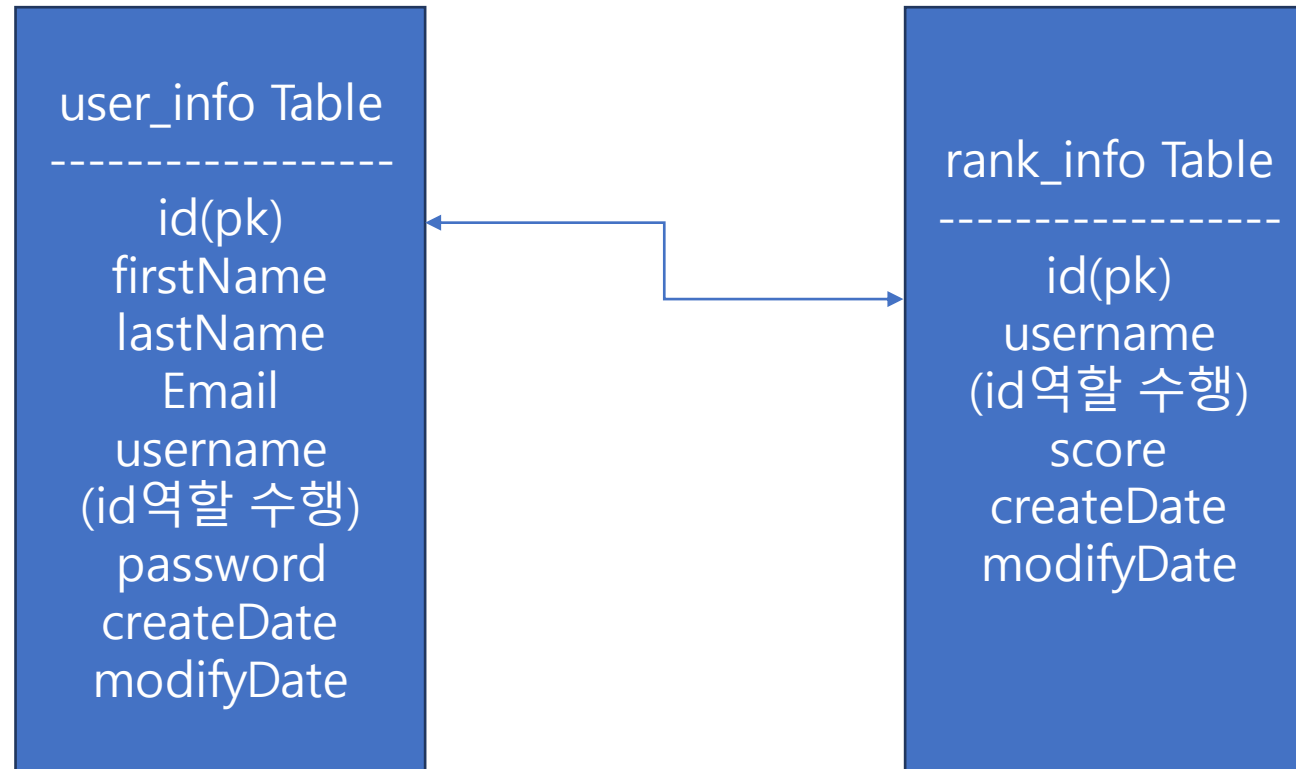 user_info Table
------------------
id(pk)
firstName
lastName
Email
username
(id역할 수행)
password
createDate
modifyDate
rank_info Table
------------------
id(pk)
username
(id역할 수행)
score
createDate
modifyDate